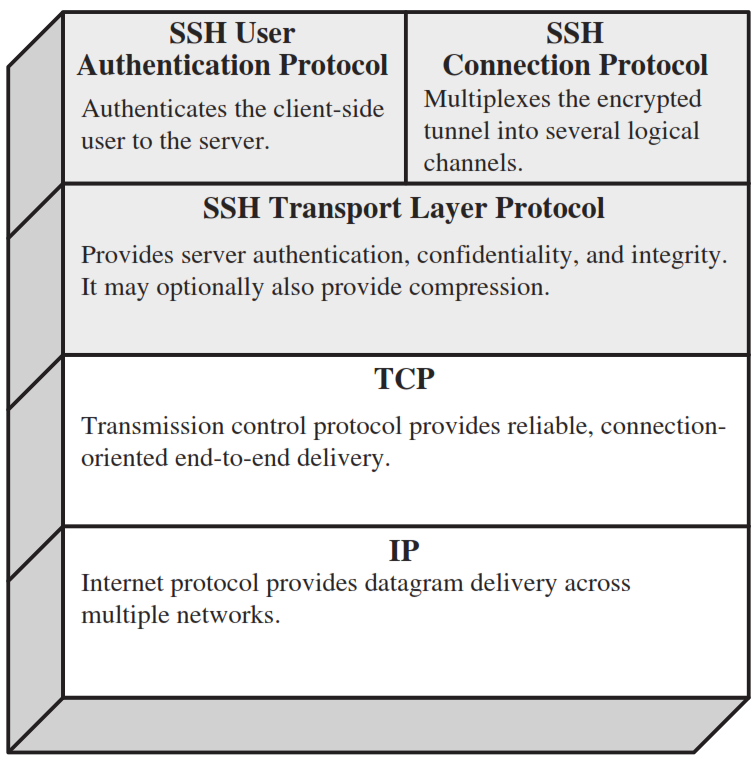 SSH User
Authentication Protocol
Authenticates the client-side
user to the server.
SSH
Connection Protocol
Multiplexes the encrypted
tunnel into several logical
channels.
SSH Transport Layer Protocol
Provides server authentication, confidentiality, and integrity.
It may optionally also provide compression.
TCP
Transmission control protocol provides reliable, connection-
oriented end-to-end delivery.
IP
Internet protocol provides datagram delivery across
multiple networks.